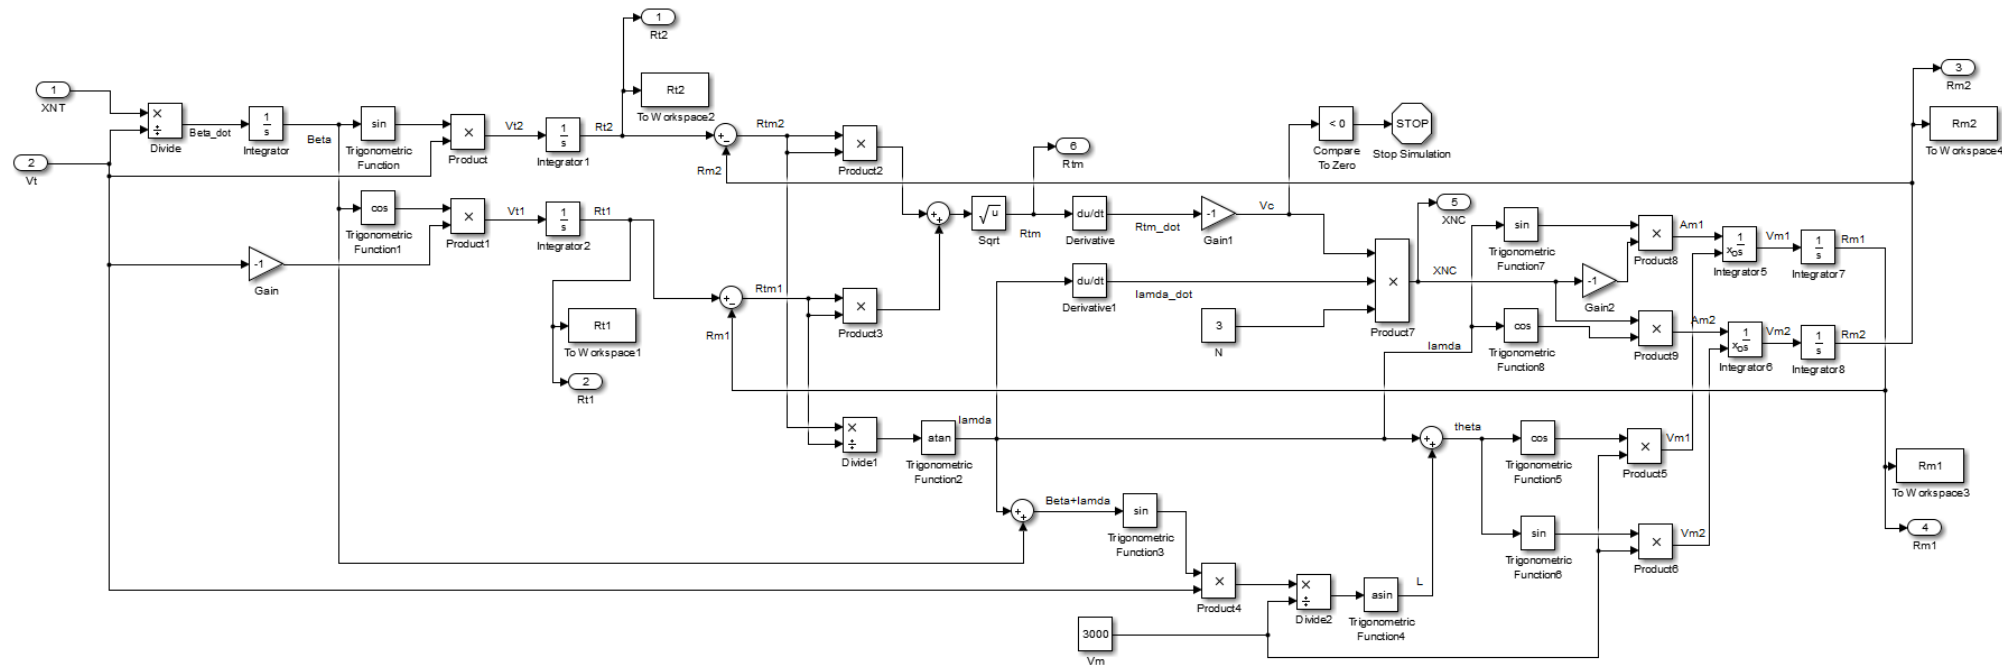 1
Rt2
Rt2
To Workspace2
1
XNT
2
Vt
×
÷
Divide
Beta_dot
1
s
Integrator
Beta
sin
Trigonometric
Function
×
Product
Vt2
1
s
Integrator1
Rt2
cos
Trigonometric
Function1
×
Product1
Vt1
1
s
Integrator2
Rt1
-1
Gain
Rt1
To Workspace1
2
Rt1
Rtm2
Rm2
×
Product2
Rtm1
Rm1
×
Product3
√u
Sqrt
Rtm
6
Rtm
du/dt
Derivative
Rtm_dot
-1
Gain1
Vc
< 0
Compare
To Zero
STOP
Stop Simulation
du/dt
Derivative1
lamda_dot
3
N
×
Product7
XNC
5
XNC
sin
Trigonometric
Function7
-1
Gain2
×
Product8
Am1
1
xo s
Integrator5
Vm1
1
s
Integrator7
Rm1
lamda
cos
Trigonometric
Function8
×
Product9
Am2
1
xo s
Integrator6
Vm2
1
s
Integrator8
Rm2
3
Rm2
Rm2
To Workspace4
×
÷
Divide1
atan
Trigonometric
Function2
lamda
theta
cos
Trigonometric
Function5
×
Product5
Vm1
sin
Trigonometric
Function6
×
Product6
Vm2
Rm1
To Workspace3
4
Rm1
Beta+lamda
sin
Trigonometric
Function3
×
Product4
×
÷
Divide2
asin
Trigonometric
Function4
L
3000
Vm